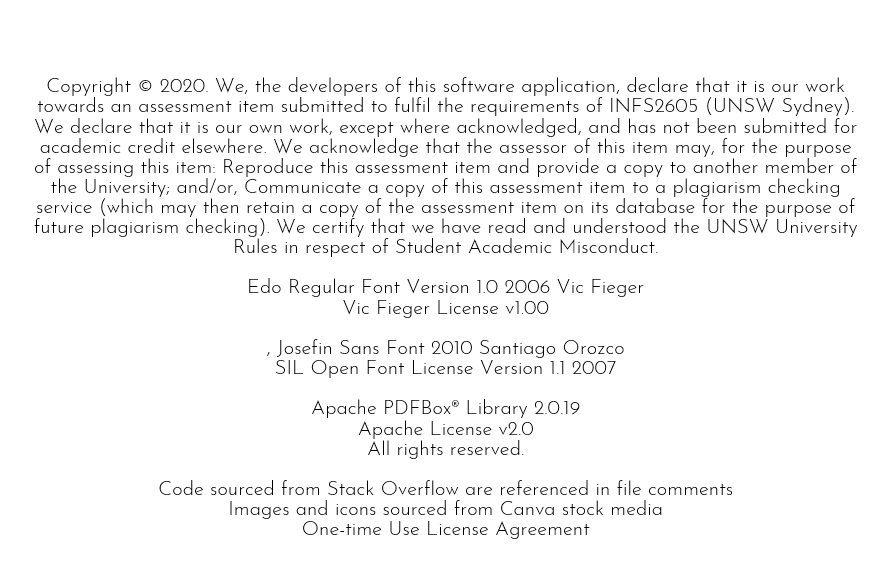 Copyright © 2020. We, the developers of this software application, declare that it is our work
towards an assessment item submitted to fulfil the requirements of INFS2605 (UNSW Sydney).
We declare that it is our own work, except where acknowledged, and has not been submitted for
academic credit elsewhere. We acknowledge that the assessor of this item may, for the purpose
of assessing this item: Reproduce this assessment item and provide a copy to another member of
the University; and/or, Communicate a copy of this assessment item to a plagiarism checking
service (which may then retain a copy of the assessment item on its database for the purpose of
future plagiarism checking). We certify that we have read and understood the UNSW University
Rules in respect of Student Academic Misconduct.
Edo Regular Font Version 1.0 2006 Vic Fieger
Vic Fieger License v1.00
, Josefin Sans Font 2010 Santiago Orozco
SIL Open Font License Version 1.1 2007
Apache PDFBox® Library 2.0.19
Apache License v2.0
All rights reserved.
Code sourced from Stack Overflow are referenced in file comments
Images and icons sourced from Canva stock media
One-time Use License Agreement